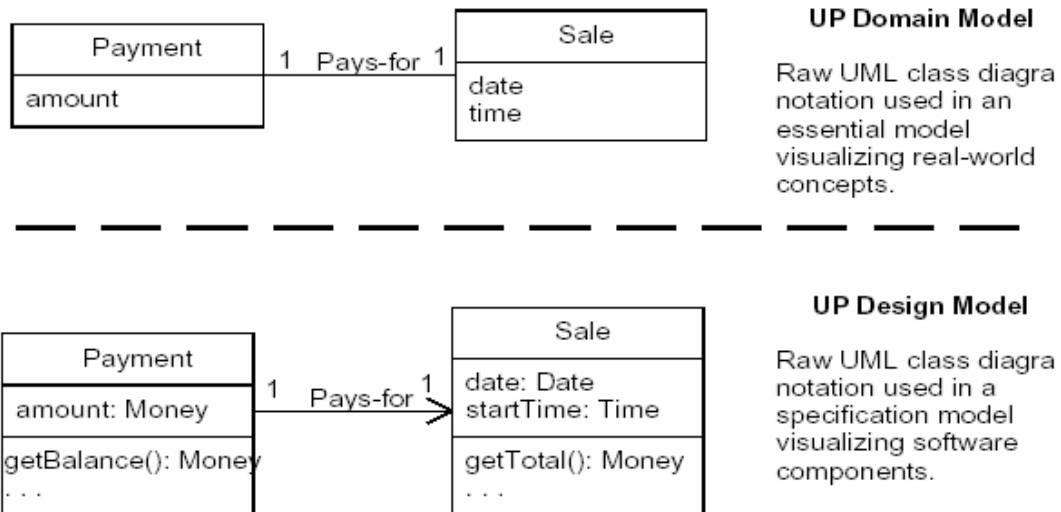 Payment
amount
1 Pays-for 1
Sale
date
time
UP Domain Model
Raw UML class diagra
notation used in an
essential model
visualizing real-world
concepts.
Payment
amount: Money
getBalance(): Money
. . .
1 Pays-for 1
Sale
date: Date
startTime: Time
getTotal(): Money
. . .
UP Design Model
Raw UML class diagra
notation used in a
specification model
visualizing software
components.